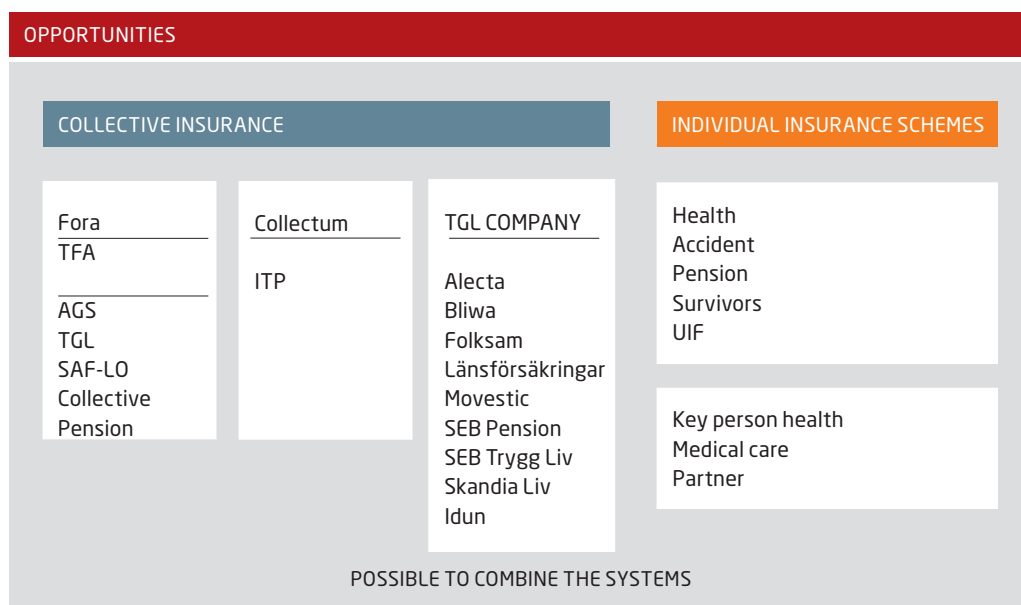 OPPORTUNITIES
COLLECTIVE INSURANCE
Fora
TFA
AGS
TGL
SAF-LO
Collective
Pension
Collectum
ITP
TGL COMPANY
Alecta
Bliwa
Folksam
Länsförsäkringar
Movestic
SEB Pension
SEB Trygg Liv
Skandia Liv
Idun
INDIVIDUAL INSURANCE SCHEMES
Health
Accident
Pension
Survivors
UIF
Key person health
Medical care
Partner
POSSIBLE TO COMBINE THE SYSTEMS